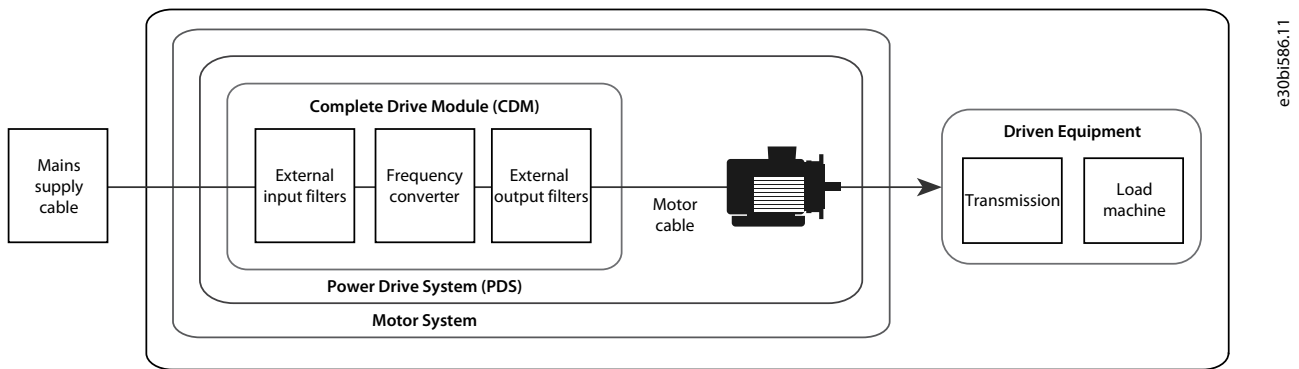 Complete Drive Module (CDM)
Mains
supply
cable
External
input filters
Frequency
converter
External
output filters
Motor
cable
Driven Equipment
Transmission
Load
machine
Power Drive System (PDS)
Motor System
e30bi586.11